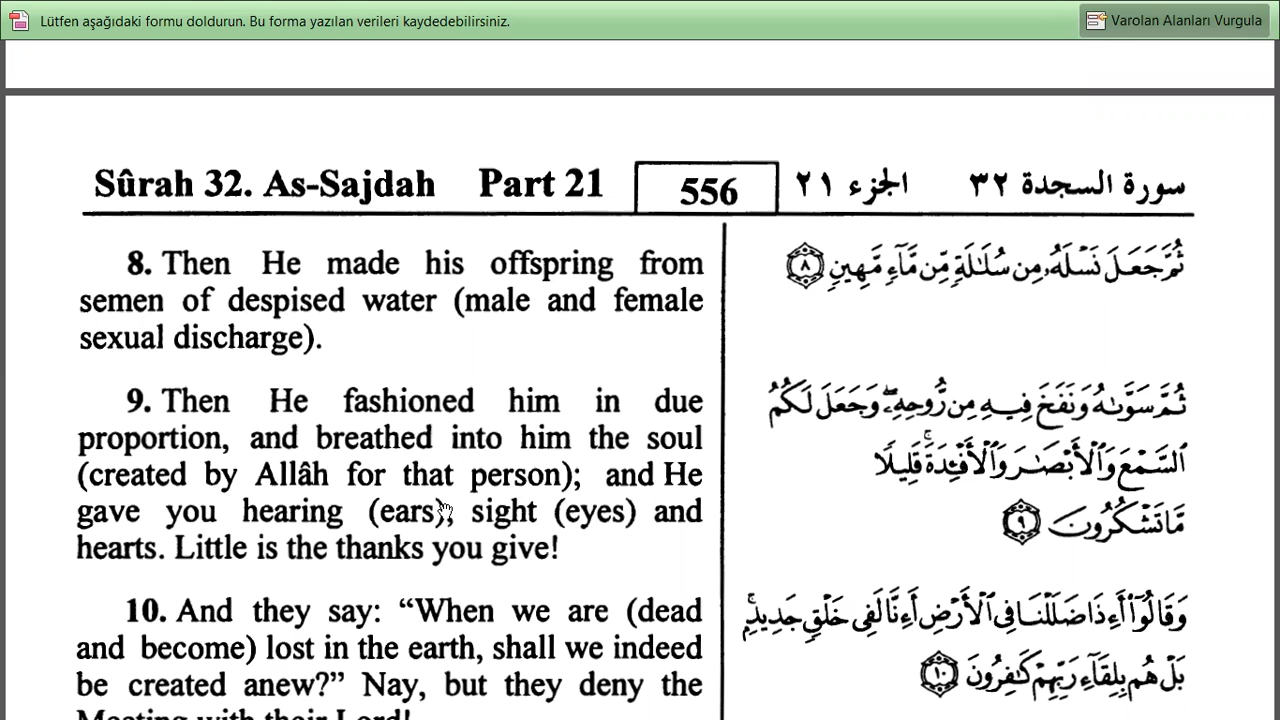 Lütfen aşağıdaki formu doldurun. Bu forma yazılan verileri kaydedebilirsiniz.
Varolan Alanları Vurgula
Sûrah 32. As-Sajdah Part 21
556
الجزء ٢١
سورة السجدة ٣٢
8. Then He made his offspring from
semen of despised water (male and female
sexual discharge).
ثُمَّ جَعَلَ نَسْلَهُۥ مِن سُلَٰلَةٍ مِّن مَّآءٍ مَّهِينٍ ٨
9. Then He fashioned him in due
proportion, and breathed into him the soul
(created by Allâh for that person); and He
gave you hearing (ears), sight (eyes) and
hearts. Little is the thanks you give!
ثُمَّ سَوَّىٰهُ وَنَفَخَ فِيهِ مِن رُّوحِهِۦۖ وَجَعَلَ لَكُمُ
ٱلسَّمْعَ وَٱلْأَبْصَٰرَ وَٱلْأَفْـِٔدَةَۚ قَلِيلًا
مَّا تَشْكُرُونَ ٩
10. And they say: “When we are (dead
and become) lost in the earth, shall we indeed
be created anew?” Nay, but they deny the
Meeting with their Lord!
وَقَالُوٓا۟ أَءِذَا ضَلَلْنَا فِى ٱلْأَرْضِ أَءِنَّا لَفِى خَلْقٍ جَدِيدٍۭۚ
بَلْ هُم بِلِقَآءِ رَبِّهِمْ كَٰفِرُونَ ١٠